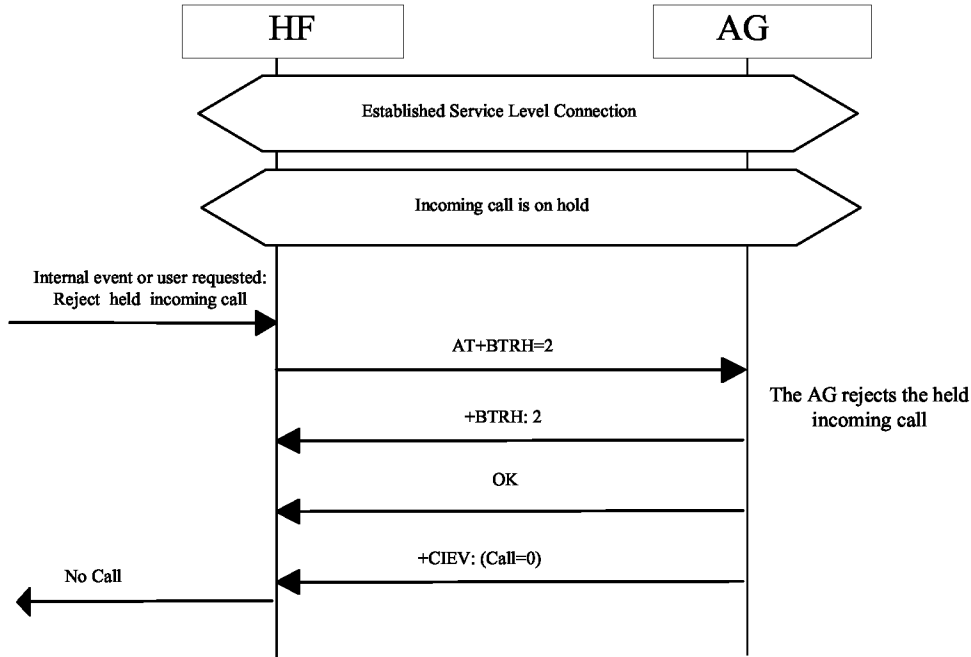 HF
AG
Established Service Level Connection
Incoming call is on hold
Internal event or user requested:
Reject held incoming call
AT+BTRH=2
The AG rejects the held
incoming call
+BTRH: 2
OK
+CIEV: (Call=0)
No Call